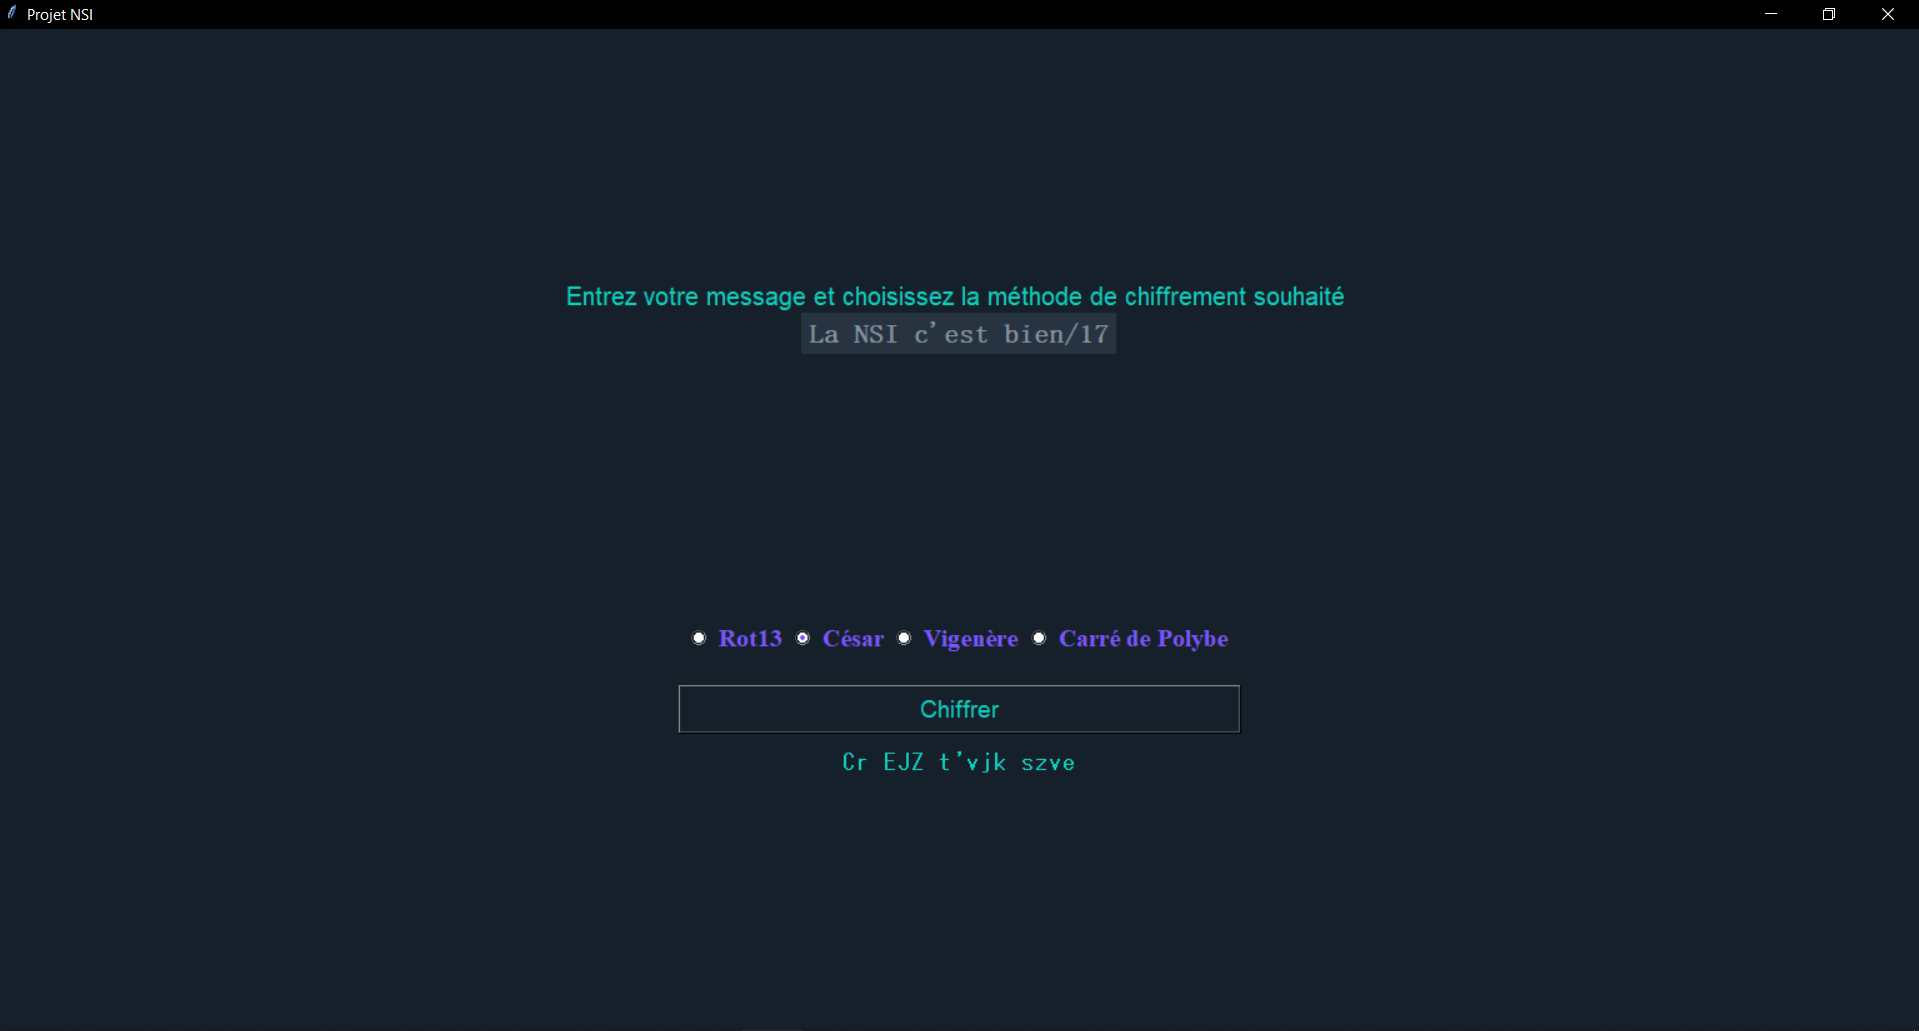 Projet NSI
Entrez votre message et choisissez la méthode de chiffrement souhaité
La NSI c'est bien/17
Rot13 César Vigenère Carré de Polybe
Chiffrer
Cr EJZ t'vjk szve